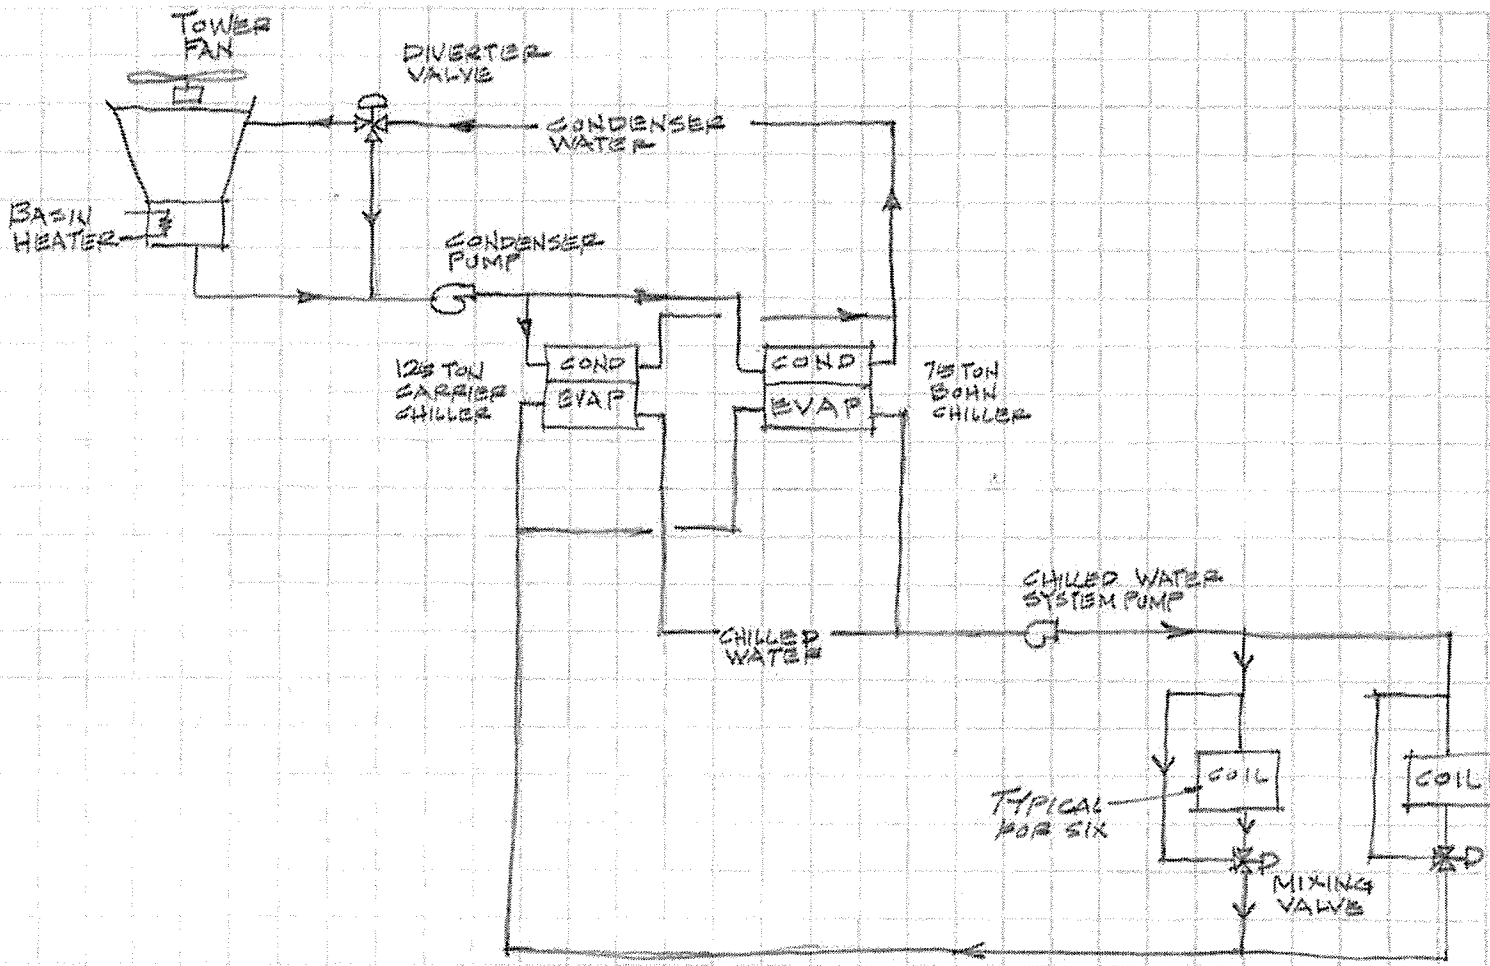 TOWER
FAN
DIVERTER
VALVE
CONDENSER
WATER
BASIN
HEATER
CONDENSER
PUMP
125 TON
CARRIER
CHILLER
COND
EVAP
COND
EVAP
75 TON
BOHN
CHILLER
CHILLED WATER
SYSTEM PUMP
CHILLED
WATER
COIL
COIL
TYPICAL
FOR SIX
MIXING
VALVE